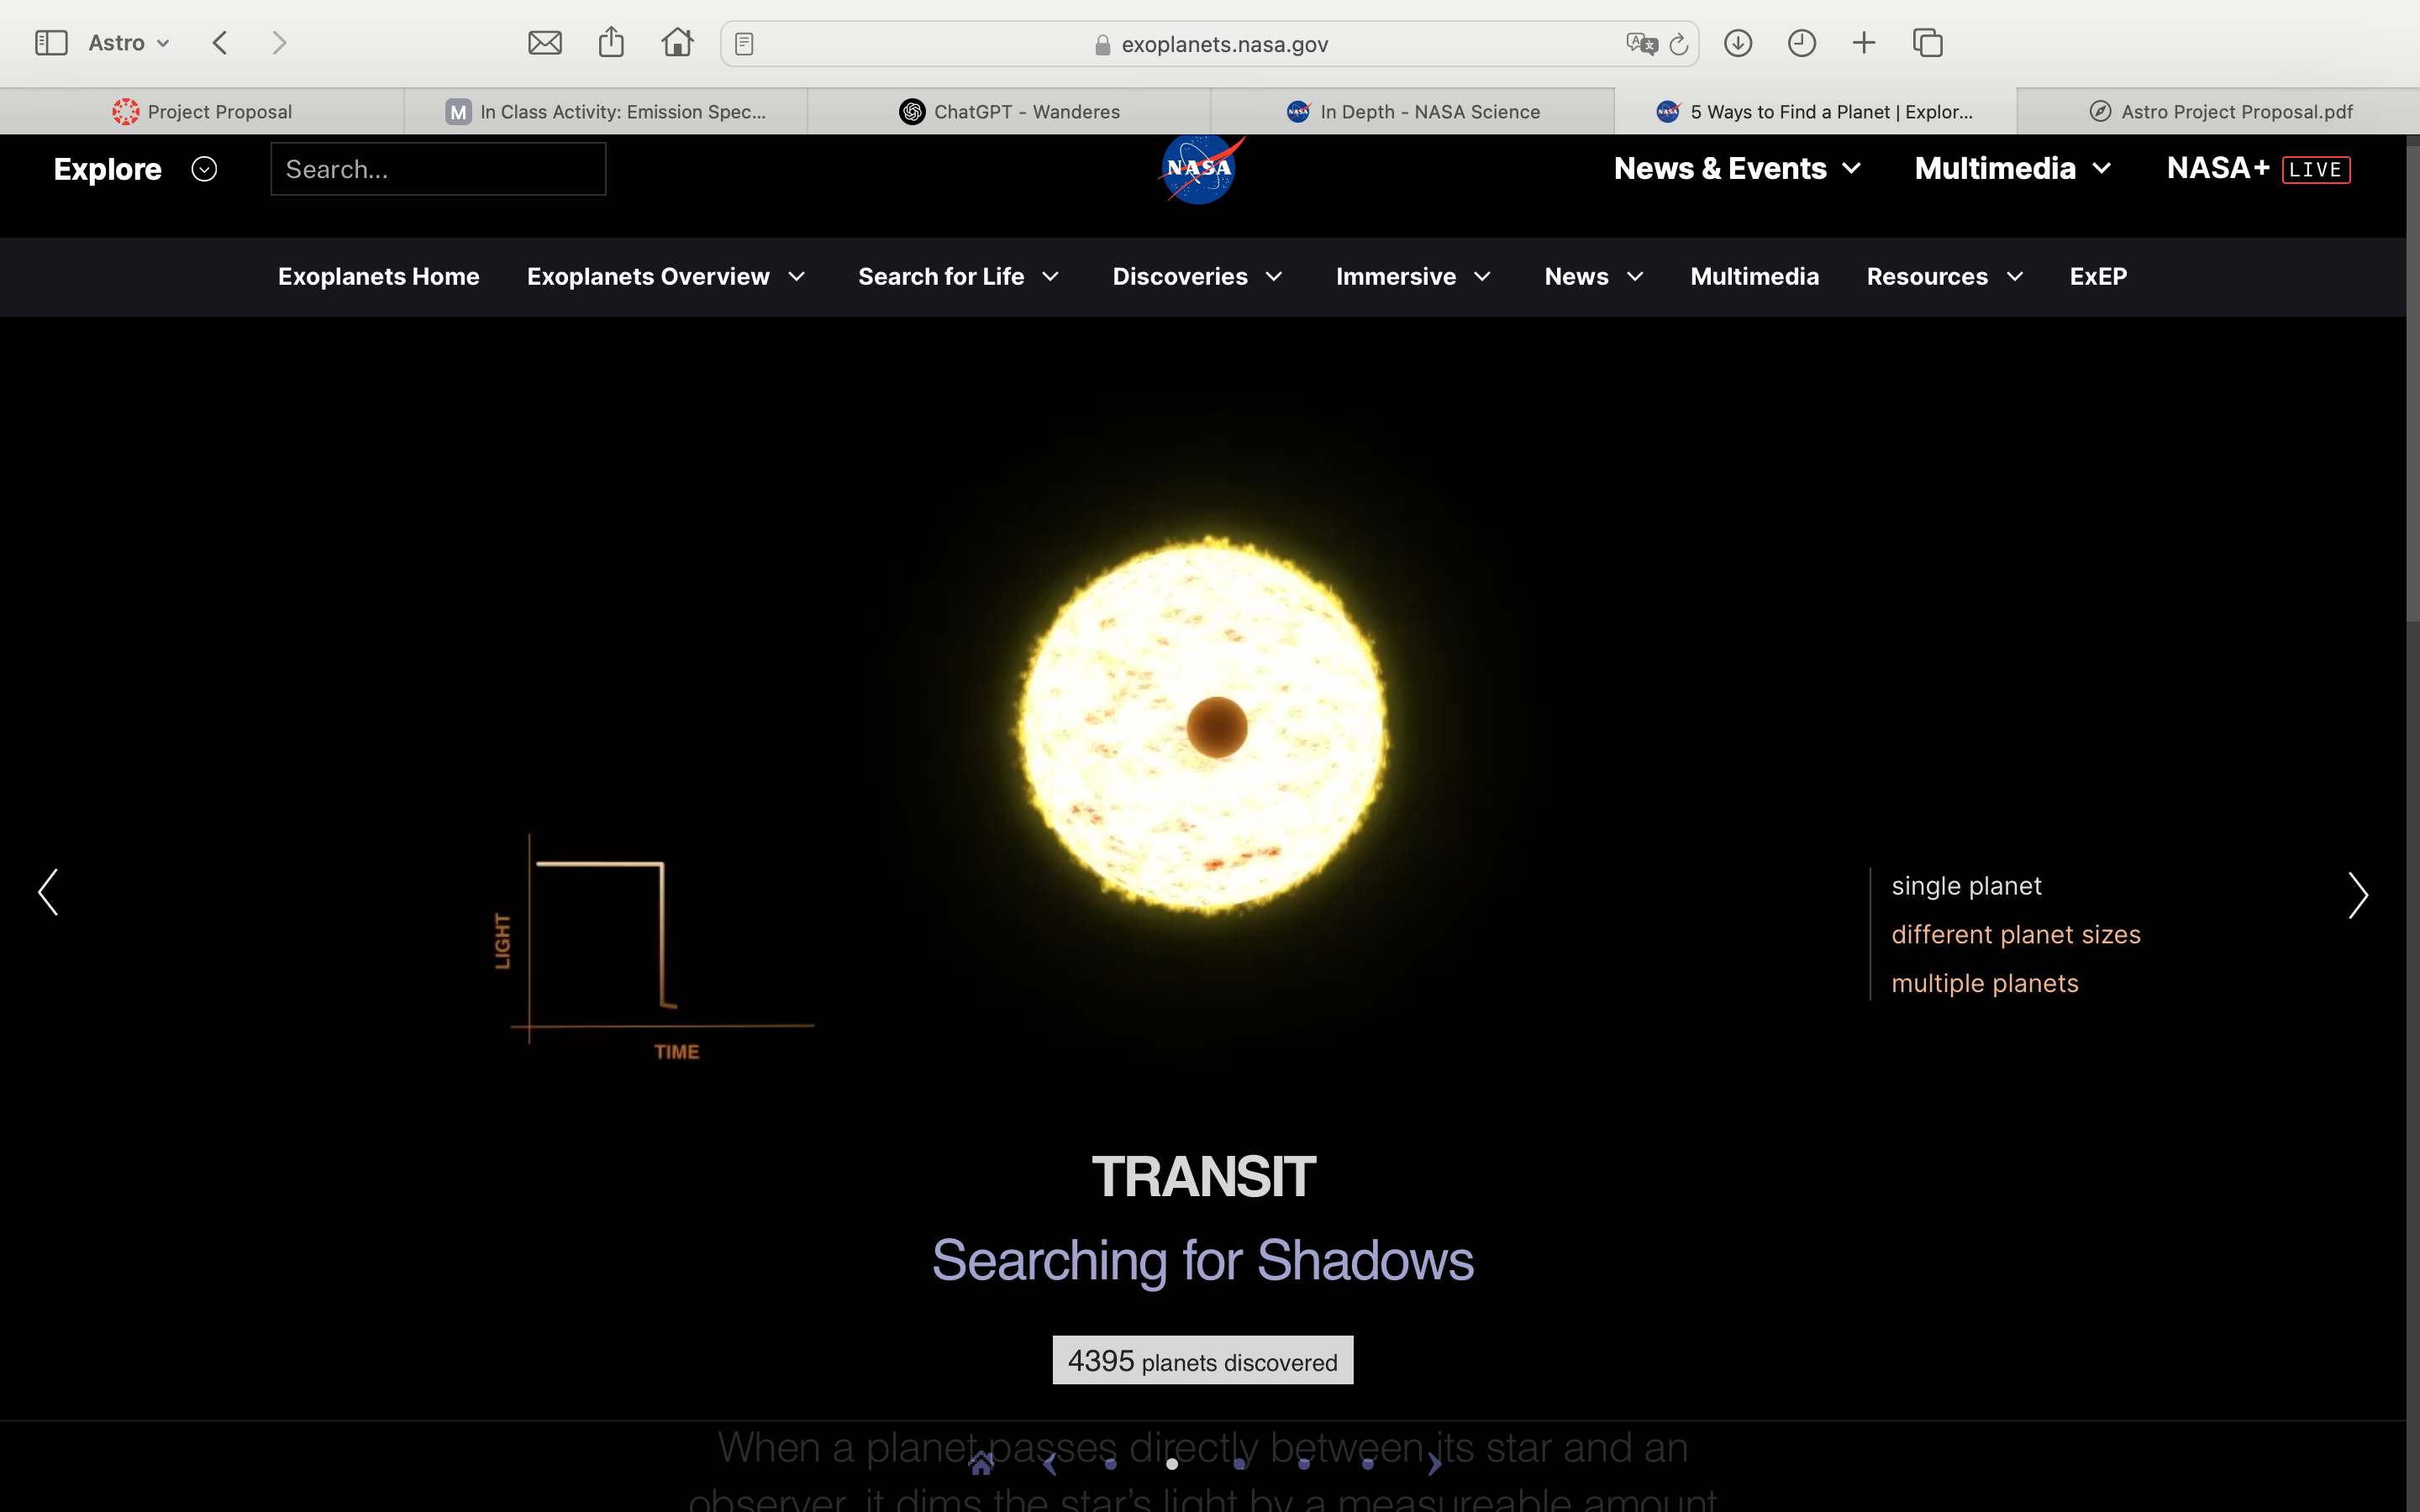 Astro
exoplanets.nasa.gov
Project Proposal
M In Class Activity: Emission Spec...
ChatGPT - Wanderes
In Depth - NASA Science
5 Ways to Find a Planet | Explor...
Astro Project Proposal.pdf
Explore
Search...
NASA
News & Events
Multimedia
NASA+ LIVE
Exoplanets Home
Exoplanets Overview
Search for Life
Discoveries
Immersive
News
Multimedia
Resources
ExEP
LIGHT
TIME
single planet
different planet sizes
multiple planets
TRANSIT
Searching for Shadows
4395 planets discovered
When a planet passes directly between its star and an
observer, it dims the star's light by a measureable amount